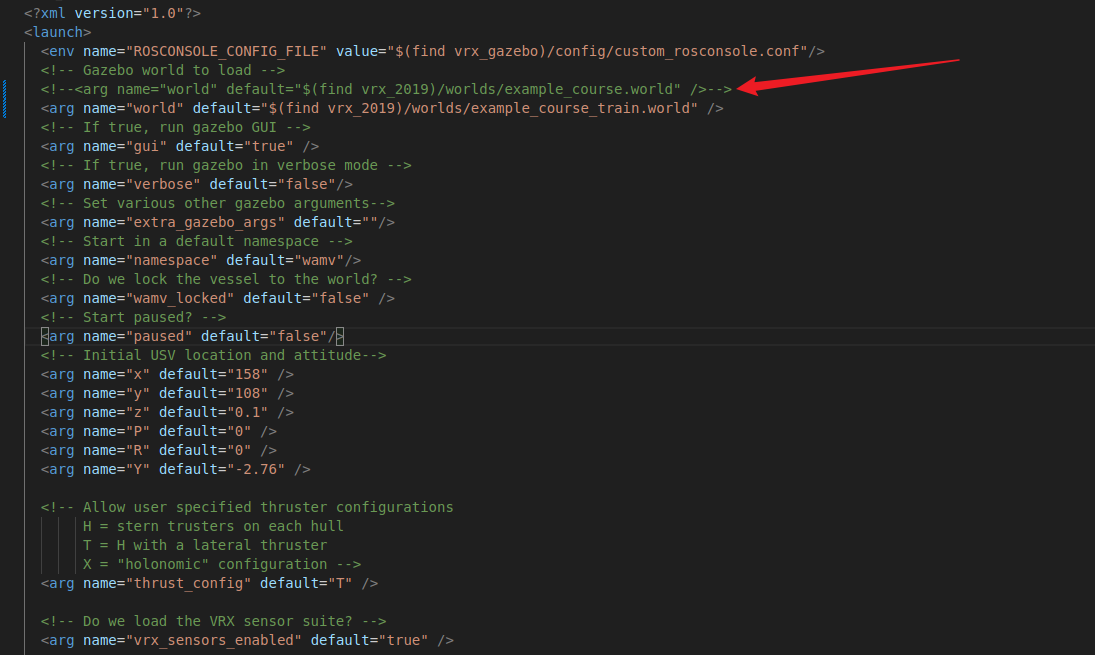 <?xml version="1.0"?>
<launch>
<env name="ROSCONSOLE_CONFIG_FILE" value="$(find vrx_gazebo)/config/custom_rosconsole.conf"/>
<!-- Gazebo world to load -->
<!--<arg name="world" default="$(find vrx_2019)/worlds/example_course.world" />-->
<arg name="world" default="$(find vrx_2019)/worlds/example_course_train.world" />
<!-- If true, run gazebo GUI -->
<arg name="gui" default="true" />
<!-- If true, run gazebo in verbose mode -->
<arg name="verbose" default="false"/>
<!-- Set various other gazebo arguments-->
<arg name="extra_gazebo_args" default=""/>
<!-- Start in a default namespace -->
<arg name="namespace" default="wamv"/>
<!-- Do we lock the vessel to the world? -->
<arg name="wamv_locked" default="false" />
<!-- Start paused? -->
<arg name="paused" default="false"/>
<!-- Initial USV location and attitude-->
<arg name="x" default="158" />
<arg name="y" default="108" />
<arg name="z" default="0.1" />
<arg name="P" default="0" />
<arg name="R" default="0" />
<arg name="Y" default="-2.76" />
<!-- Allow user specified thruster configurations
H = stern trusters on each hull
T = H with a lateral thruster
X = "holonomic" configuration -->
<arg name="thrust_config" default="T" />
<!-- Do we load the VRX sensor suite? -->
<arg name="vrx_sensors_enabled" default="true" />